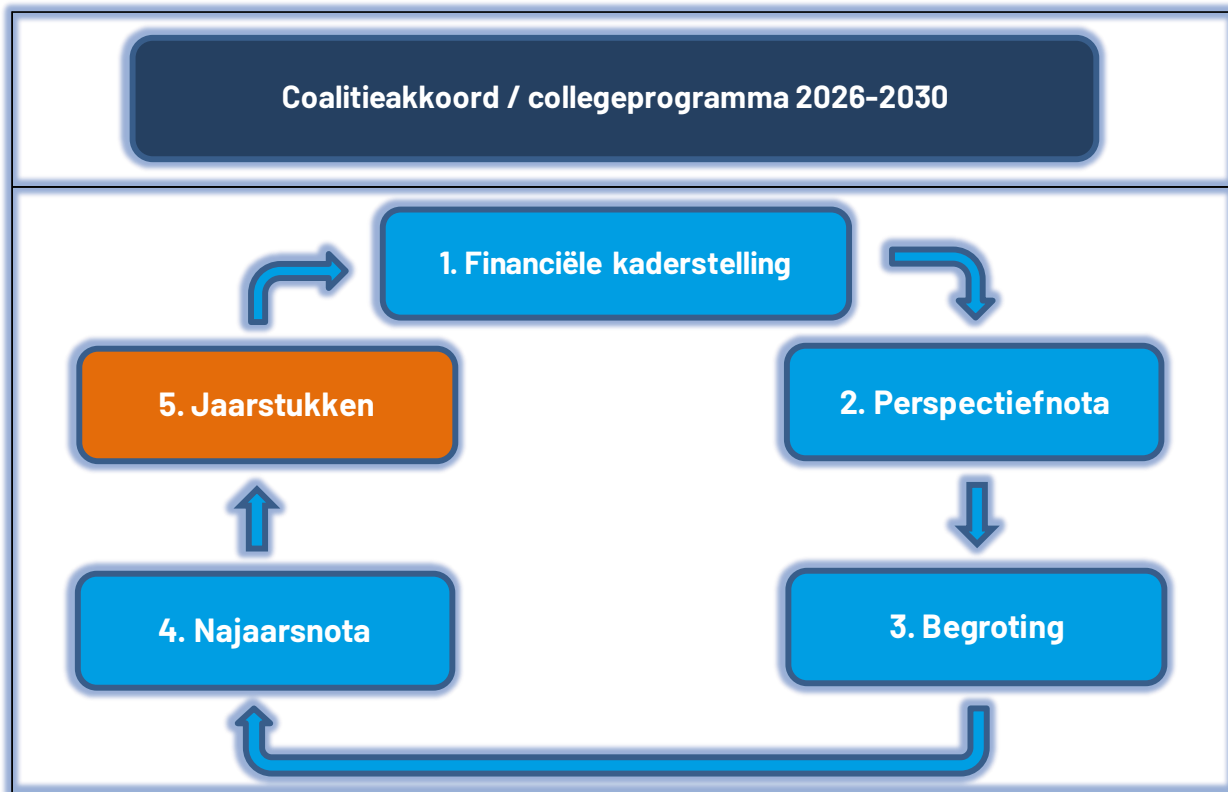 Coalitieakkoord / collegeprogramma 2026-2030
1. Financiële kaderstelling
2. Perspectiefnota
3. Begroting
4. Najaarsnota
5. Jaarstukken